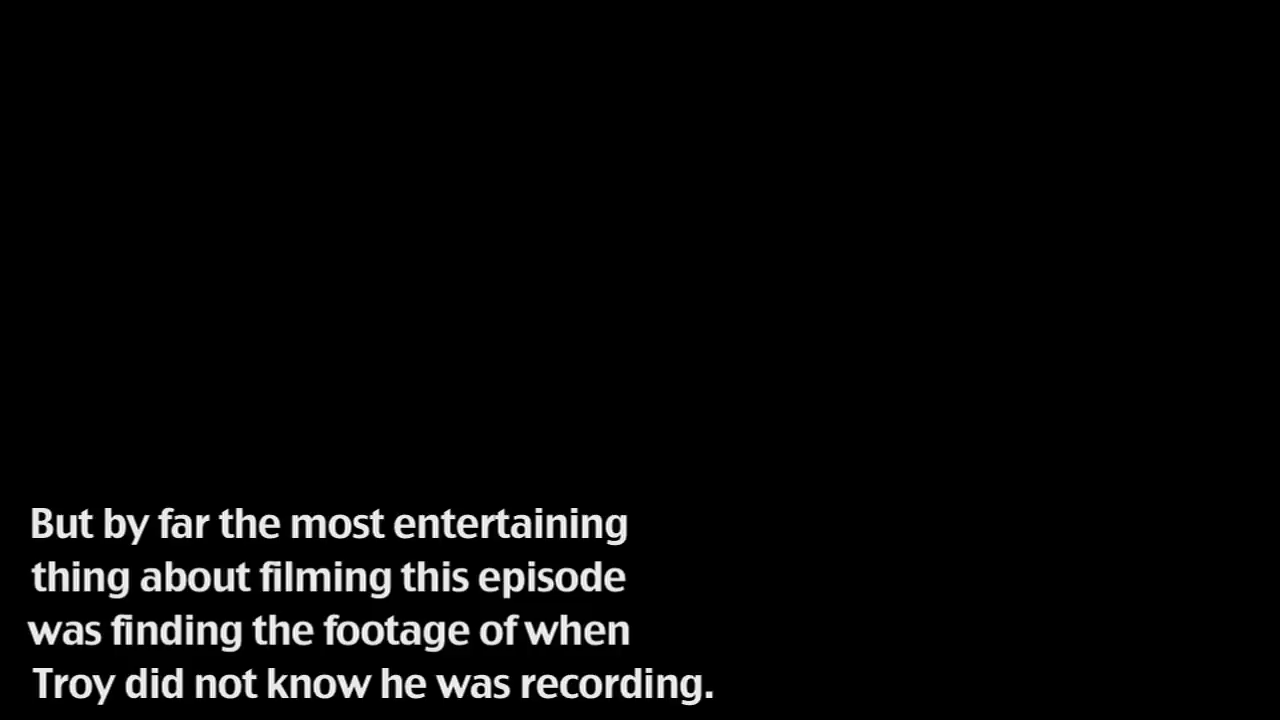 But by far the most entertaining
thing about filming this episode
was finding the footage of when
Troy did not know he was recording.